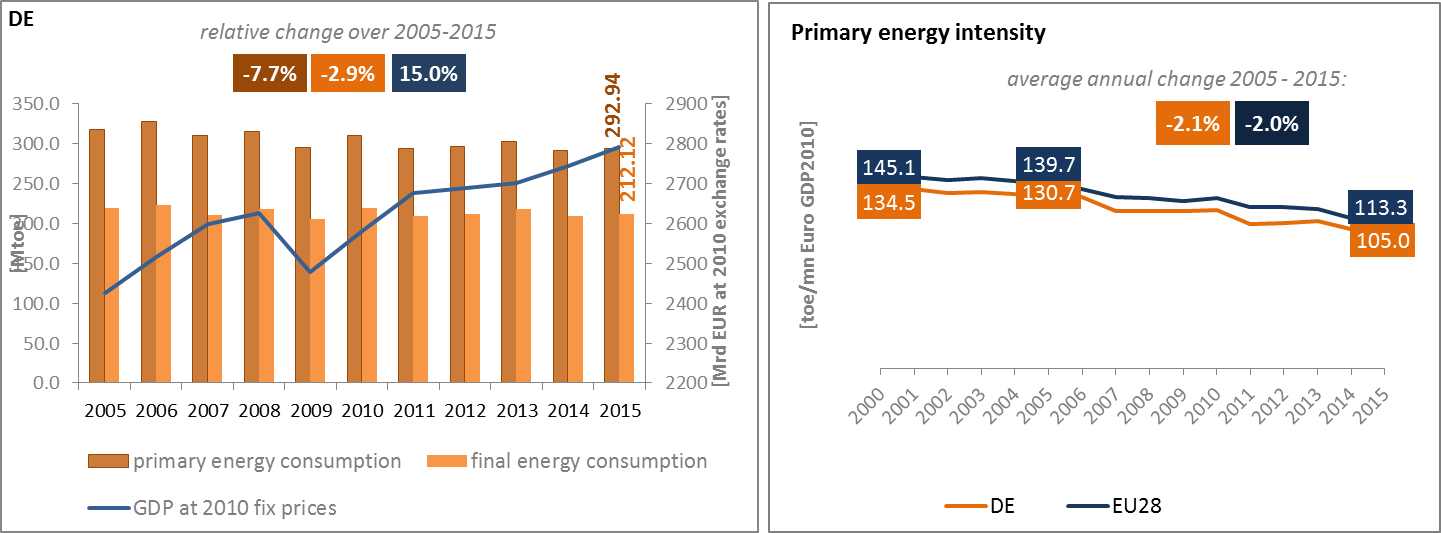 DE
relative change over 2005-2015
-7.7% -2.9% 15.0%
[Mtoe]
350.0
300.0
250.0
200.0
150.0
100.0
50.0
0.0
2900
2800
2700
2600
2500
2400
2300
2200
[Mrd EUR at 2010 exchange rates]
292.94
212.12
2005 2006 2007 2008 2009 2010 2011 2012 2013 2014 2015
primary energy consumption final energy consumption
GDP at 2010 fix prices
Primary energy intensity
average annual change 2005 - 2015:
-2.1% -2.0%
[toe/mn Euro GDP2010]
145.1 139.7 113.3
134.5 130.7 105.0
2000 2001 2002 2003 2004 2005 2006 2007 2008 2009 2010 2011 2012 2013 2014 2015
DE EU28